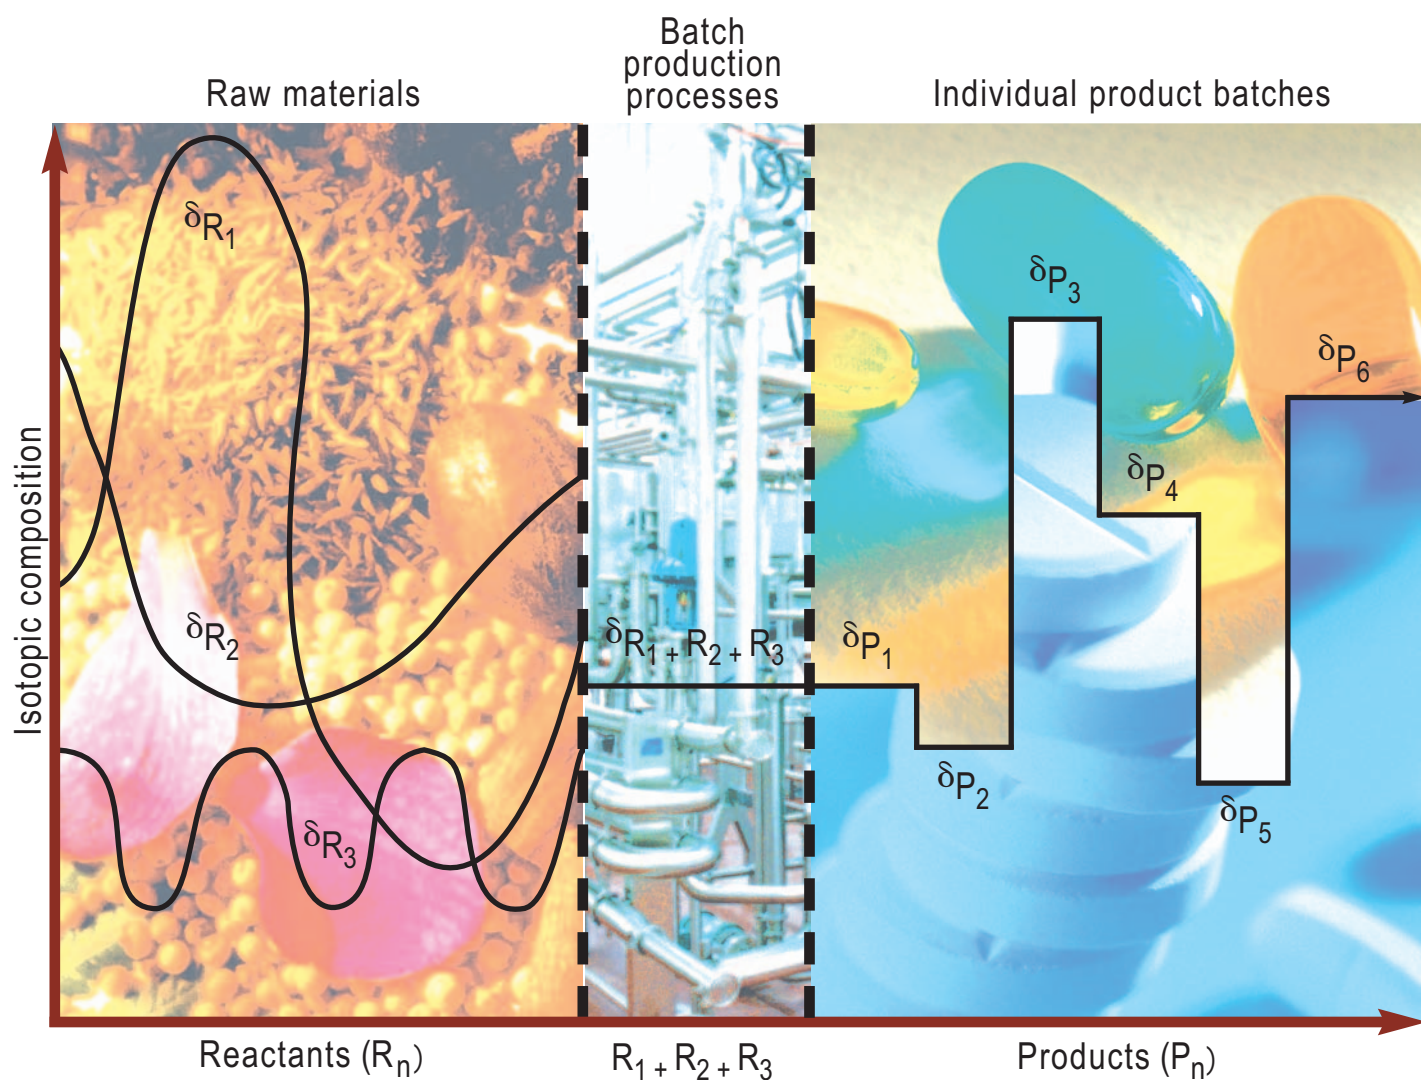 Raw materials
Batch
production
processes
Individual product batches
Isotopic composition
δR₁
δR₂
δR₃
δR₁ + R₂ + R₃
δP₁
δP₂
δP₃
δP₄
δP₅
δP₆
Reactants (Rₙ)
R₁ + R₂ + R₃
Products (Pₙ)